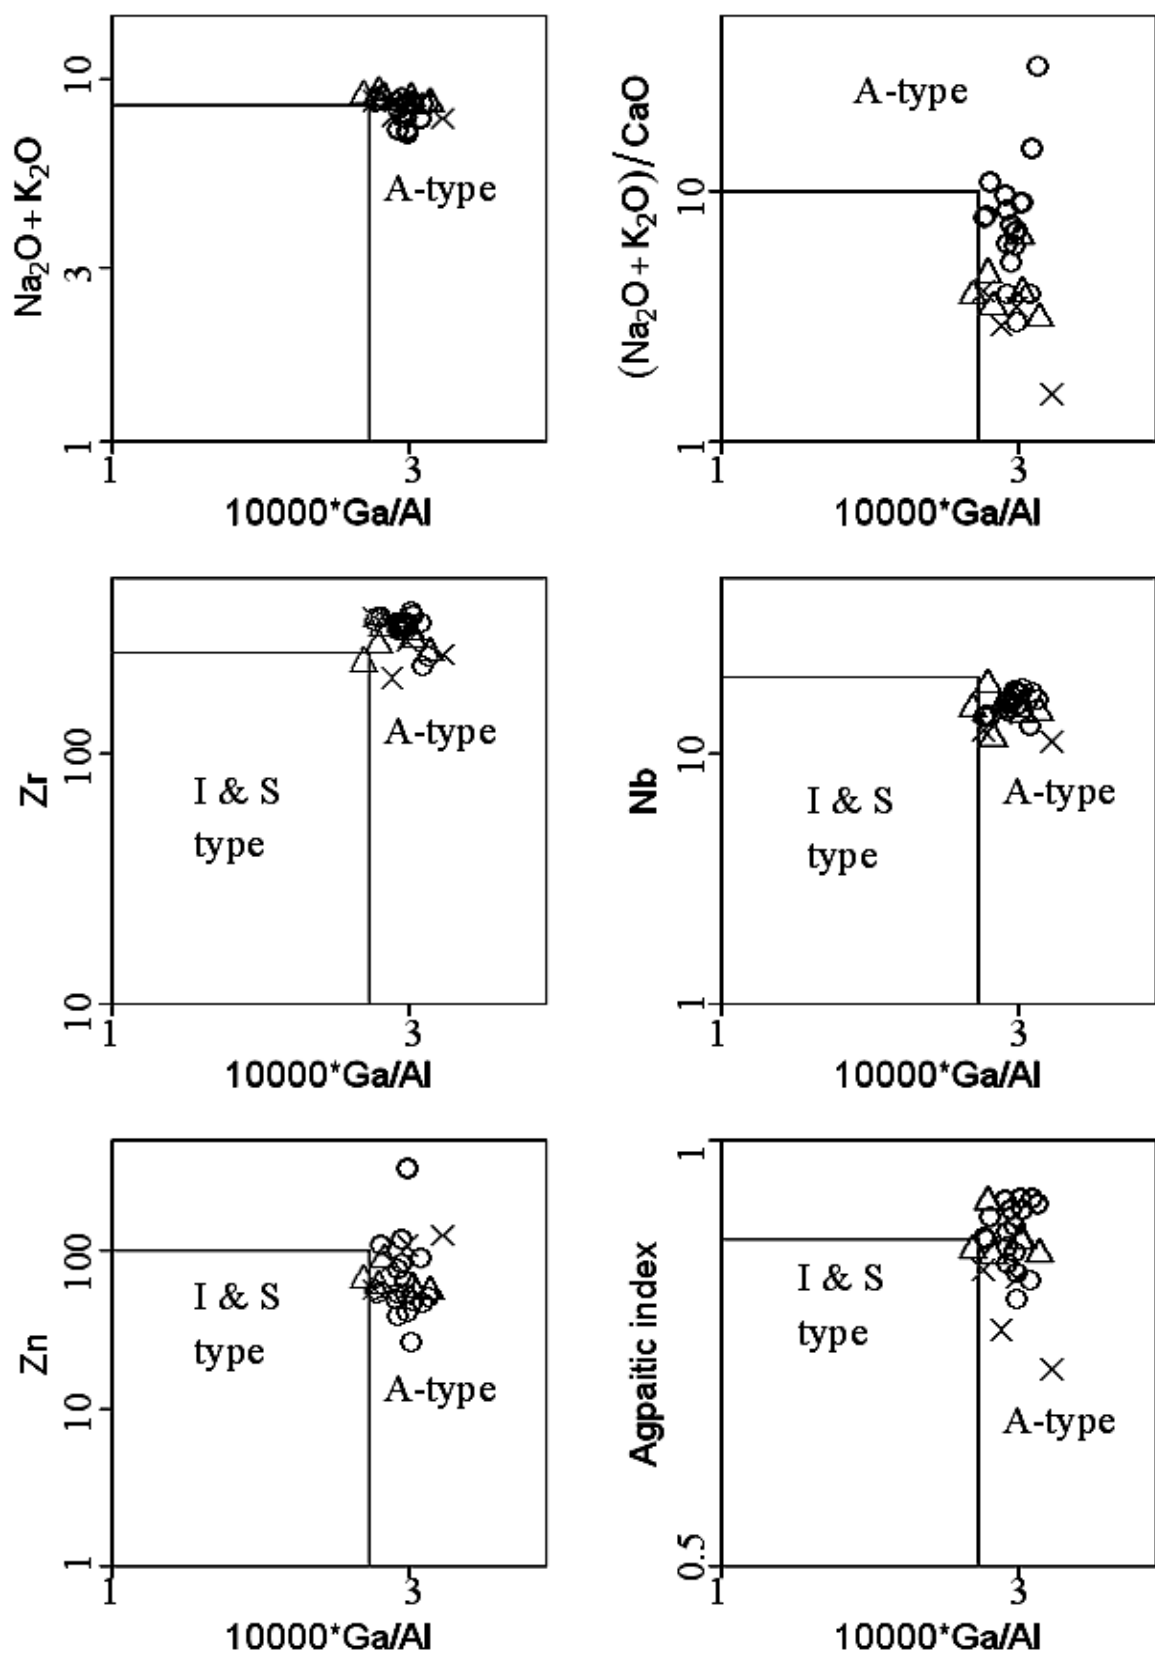 Na₂O + K₂O
10
3
1
A-type
1 3
10000*Ga/Al
(Na₂O + K₂O)/CaO
10
1
A-type
1 3
10000*Ga/Al
Zr
100
10
I & S
type
A-type
1 3
10000*Ga/Al
Nb
10
1
I & S
type
A-type
1 3
10000*Ga/Al
Zn
100
10
1
I & S
type
A-type
1 3
10000*Ga/Al
Agpaitic index
1
0.5
I & S
type
A-type
1 3
10000*Ga/Al